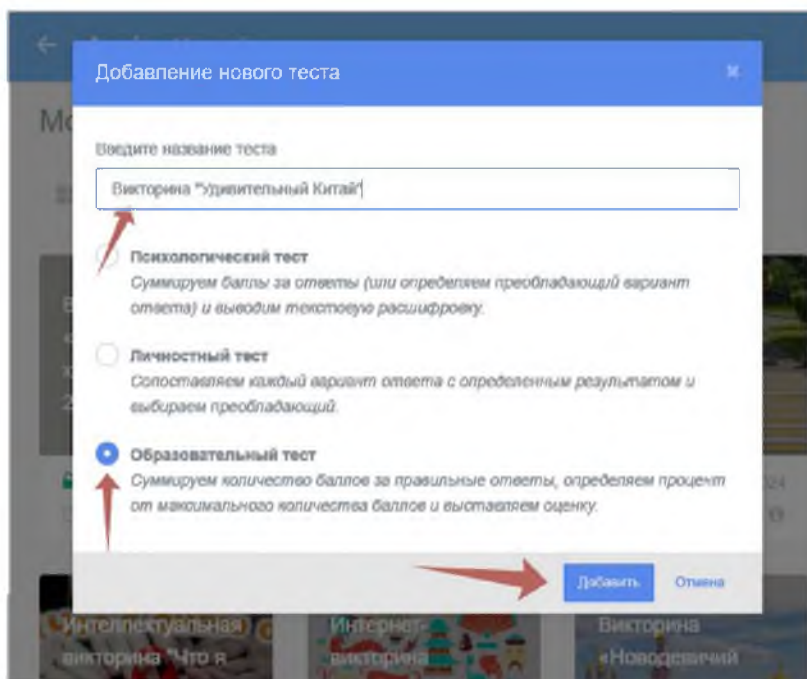 Мо
Добавление нового теста
Введите название теста
Викторина "Удивительный Китай"
Психологический тест
Суммируем баллы за ответы (или определяем преобладающий вариант
ответа) и выводим текстовую расшифровку.
Личностный тест
Сопоставляем каждый вариант ответа с определенным результатом и
выбираем преобладающий.
Образовательный тест
Суммируем количество баллов за правильные ответы, определяем процент
от максимального количества баллов и выставляем оценку.
24
Добавить Отмена
Интеллектуальная
викторина "Что я
Интернет-
викторина
Викторина
«Новодевичий